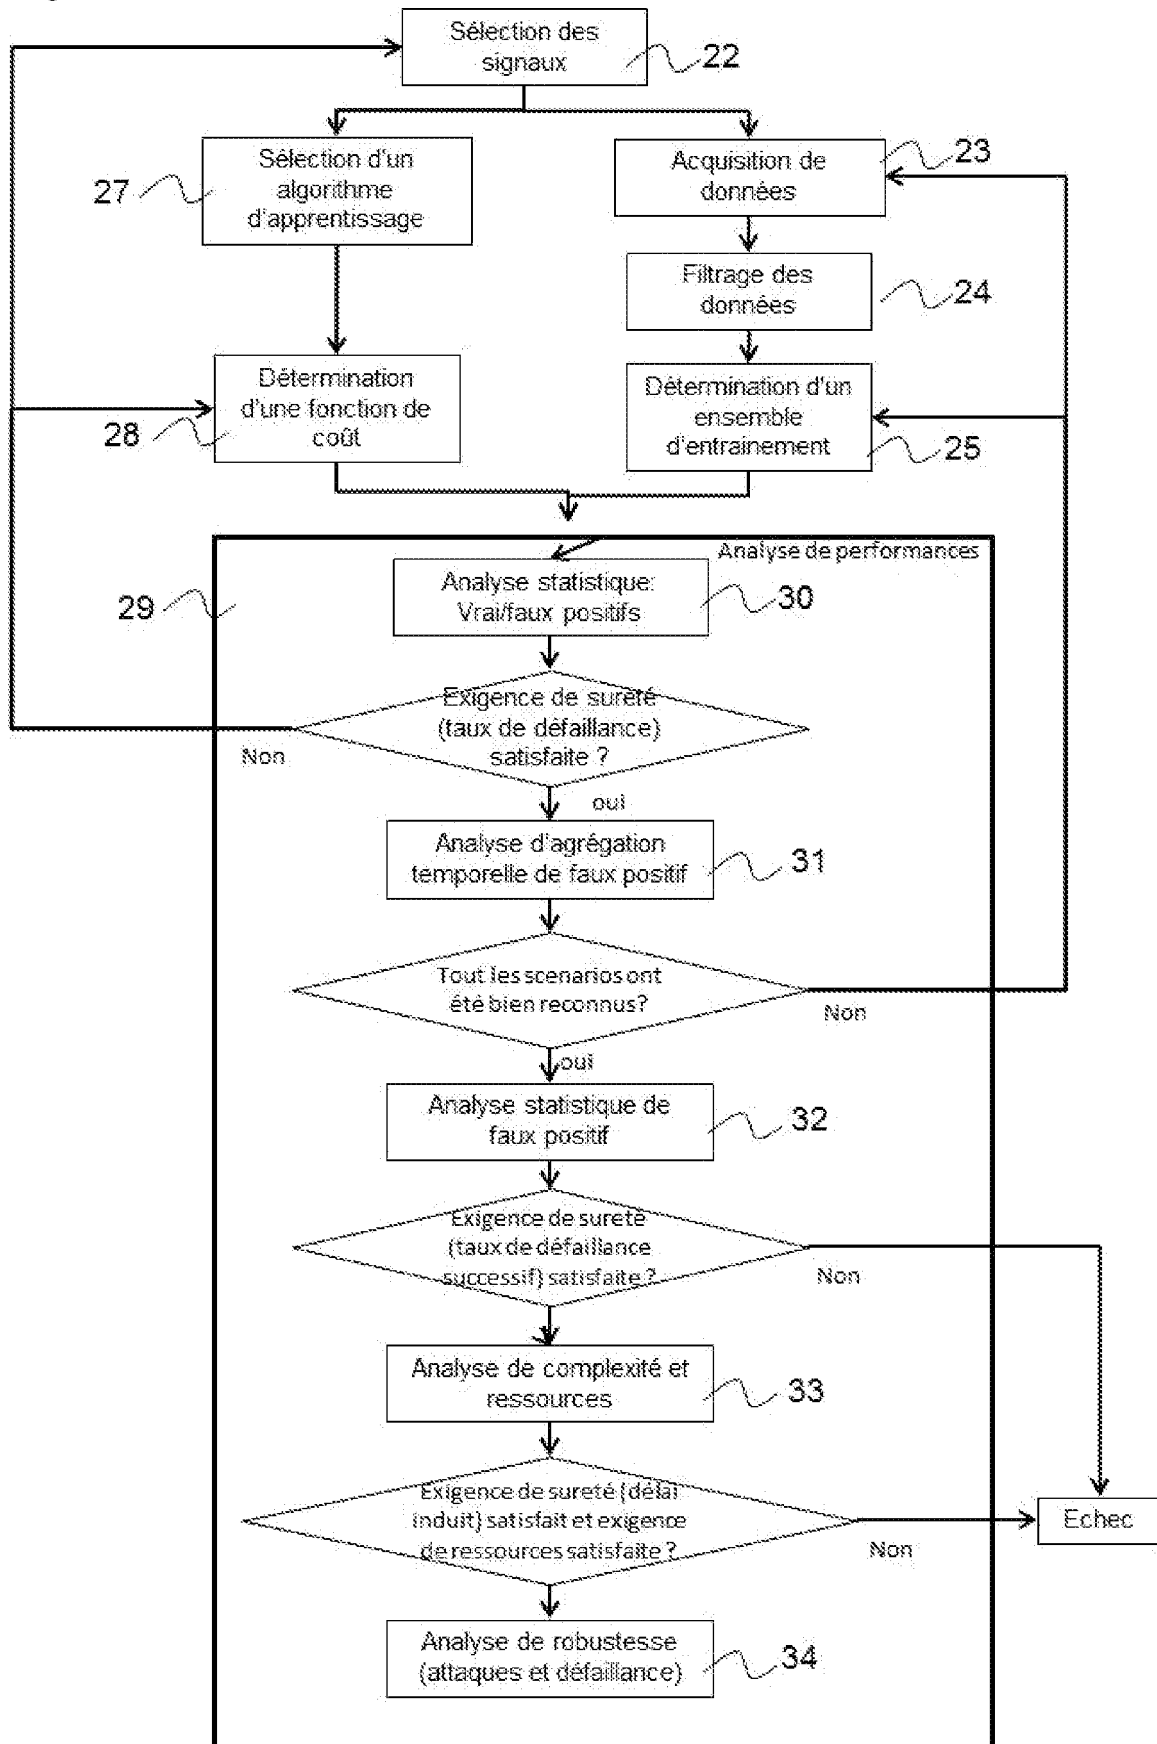 Sélection des
signaux
22
Sélection d'un
algorithme
d'apprentissage
27
Acquisition de
données
23
Filtrage des
données
24
Détermination
d'une fonction de
coût
28
Détermination d'un
ensemble
d'entrainement
25
Analyse de performances
29
Analyse statistique:
Vrai/faux positifs
30
Exigence de sureté
(taux de défaillance)
satisfaite ?
Non
oui
Analyse d'agrégation
temporelle de faux positif
31
Tout les scenarios ont
été bien reconnus?
Non
oui
Analyse statistique de
faux positif
32
Exigence de sureté
(taux de défaillance
successif) satisfaite ?
Non
Analyse de complexité et
ressources
33
Exigence de sureté (délai
induit) satisfait et exigence
de ressources satisfaite ?
Non
Echec
Analyse de robustesse
(attaques et défaillance)
34